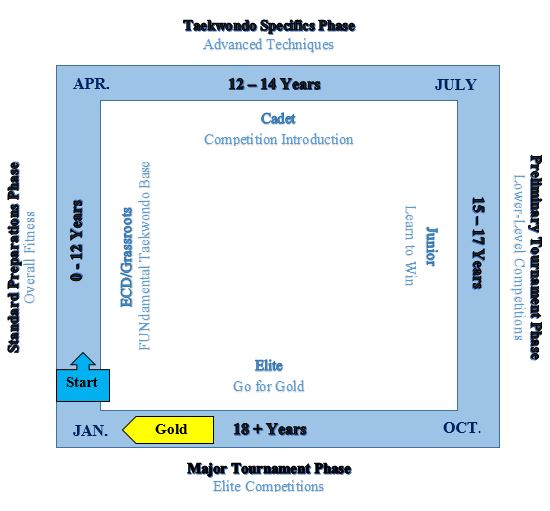 Taekwondo Specifics Phase
Advanced Techniques
APR.
12 – 14 Years
JULY
Cadet
Competition Introduction
Standard Preparations Phase
Overall Fitness
0 - 12 Years
ECD/Grassroots
FUNdamental Taekwondo Base
Junior
Learn to Win
15 – 17 Years
Preliminary Tournament Phase
Lower-Level Competitions
Elite
Go for Gold
Start
JAN.
Gold
18 + Years
OCT.
Major Tournament Phase
Elite Competitions